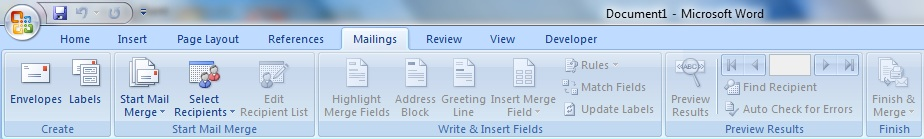 Document1 - Microsoft Word
Home Insert Page Layout References Mailings Review View Developer
Envelopes Labels
Start Mail Merge
Select Recipients
Edit Recipient List
Highlight Merge Fields
Address Block
Greeting Line
Insert Merge Field
Rules
Match Fields
Update Labels
«ABC»
Preview Results
Find Recipient
Auto Check for Errors
Finish & Merge
Create Start Mail Merge Write & Insert Fields Preview Results Finish